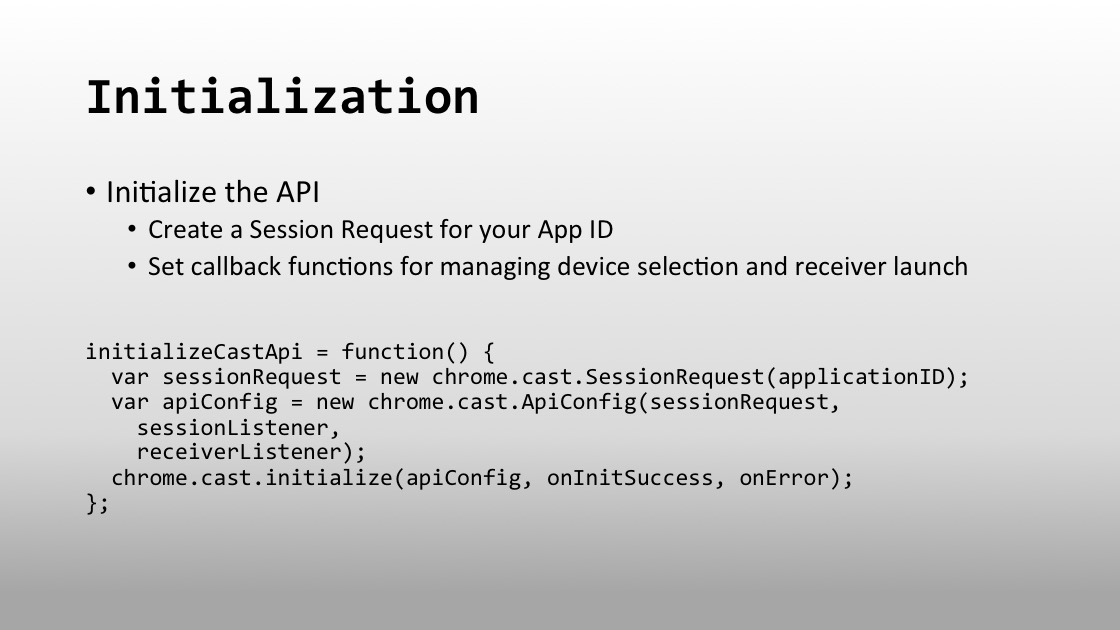 Initialization
• Initialize the API
• Create a Session Request for your App ID
• Set callback functions for managing device selection and receiver launch
initializeCastApi = function() {
  var sessionRequest = new chrome.cast.SessionRequest(applicationID);
  var apiConfig = new chrome.cast.ApiConfig(sessionRequest,
    sessionListener,
    receiverListener);
  chrome.cast.initialize(apiConfig, onInitSuccess, onError);
};